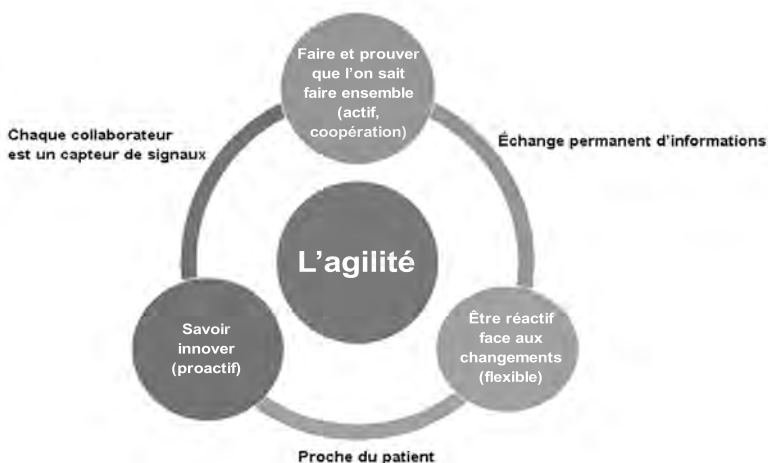 Faire et prouver
que l'on sait
faire ensemble
(actif,
coopération)
Chaque collaborateur
est un capteur de signaux
Échange permanent d'informations
L'agilité
Savoir
innover
(proactif)
Être réactif
face aux
changements
(flexible)
Proche du patient